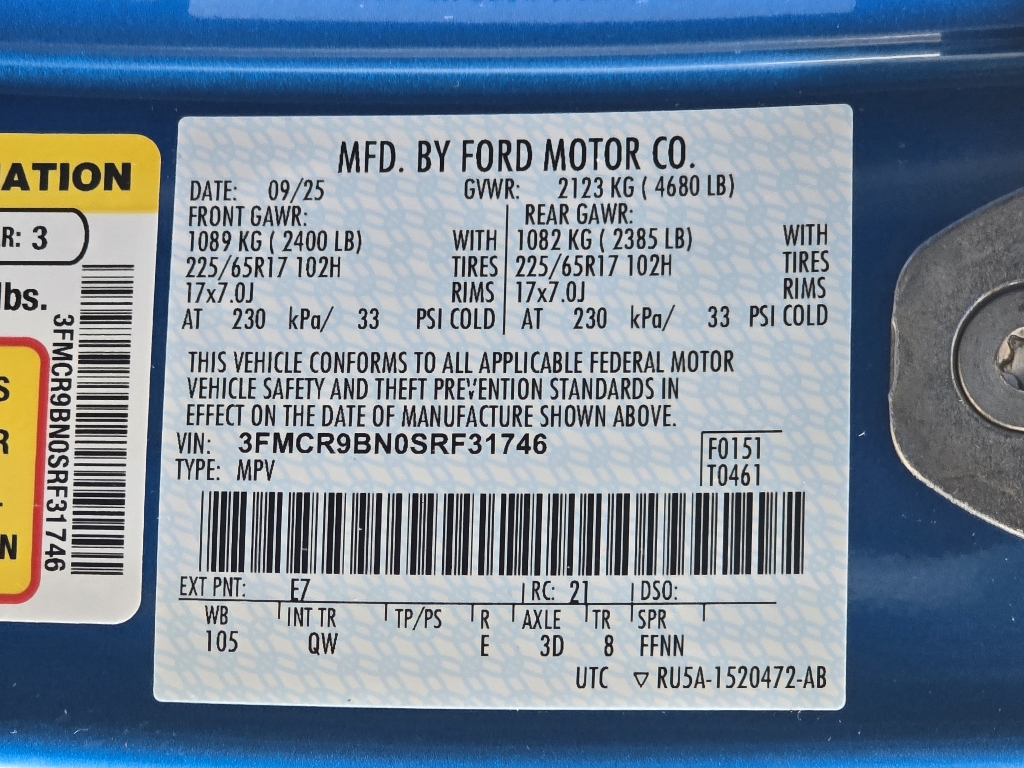 MFD. BY FORD MOTOR CO.
DATE: 09/25 GVWR: 2123 KG ( 4680 LB)
FRONT GAWR: REAR GAWR:
1089 KG ( 2400 LB) WITH 1082 KG ( 2385 LB) WITH
225/65R17 102H TIRES 225/65R17 102H TIRES
17x7.0J RIMS 17x7.0J RIMS
AT 230 kPa/ 33 PSI COLD AT 230 kPa/ 33 PSI COLD
THIS VEHICLE CONFORMS TO ALL APPLICABLE FEDERAL MOTOR
VEHICLE SAFETY AND THEFT PREVENTION STANDARDS IN
EFFECT ON THE DATE OF MANUFACTURE SHOWN ABOVE.
VIN: 3FMCR9BN0SRF31746 F0151
TYPE: MPV T0461
EXT PNT: E7 RC: 21 DSO:
WB INT TR TP/PS R AXLE TR SPR
105 QW E 3D 8 FFNN
UTC ▽ RU5A-1520472-AB
ATION
R: 3
lbs.
3FMCR9BN0SRF31746
S
R
N